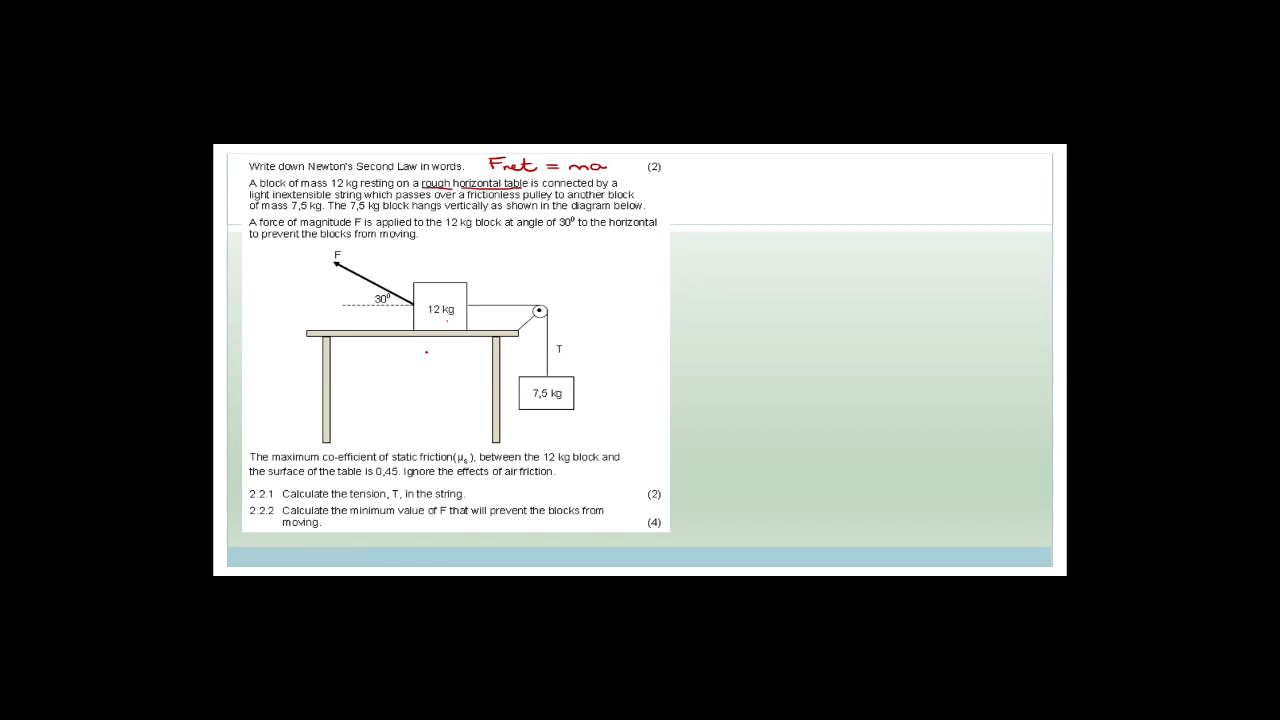 Write down Newton's Second Law in words. Fnet = ma (2)
A block of mass 12 kg resting on a rough horizontal table is connected by a
light inextensible string which passes over a frictionless pulley to another block
of mass 7,5 kg. The 7,5 kg block hangs vertically as shown in the diagram below.
A force of magnitude F is applied to the 12 kg block at angle of 30⁰ to the horizontal
to prevent the blocks from moving.
F
30⁰
12 kg
T
7,5 kg
The maximum co-efficient of static friction(μₛ), between the 12 kg block and
the surface of the table is 0,45. Ignore the effects of air friction.
2.2.1 Calculate the tension, T, in the string. (2)
2.2.2 Calculate the minimum value of F that will prevent the blocks from
moving. (4)